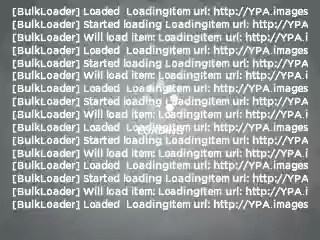 [BulkLoader] Loaded  LoadingItem url: http://YPA.images
[BulkLoader] Started loading LoadingItem url: http://YPA
[BulkLoader] Will load item: LoadingItem url: http://YPA.i
[BulkLoader] Loaded  LoadingItem url: http://YPA.images
[BulkLoader] Started loading LoadingItem url: http://YPA
[BulkLoader] Will load item: LoadingItem url: http://YPA.i
[BulkLoader] Loaded  LoadingItem url: http://YPA.images
[BulkLoader] Started loading LoadingItem url: http://YPA
[BulkLoader] Will load item: LoadingItem url: http://YPA.i
[BulkLoader] Loaded  LoadingItem url: http://YPA.images
[BulkLoader] Started loading LoadingItem url: http://YPA
[BulkLoader] Will load item: LoadingItem url: http://YPA.i
[BulkLoader] Loaded  LoadingItem url: http://YPA.images
[BulkLoader] Started loading LoadingItem url: http://YPA
[BulkLoader] Will load item: LoadingItem url: http://YPA.i
[BulkLoader] Loaded  LoadingItem url: http://YPA.images